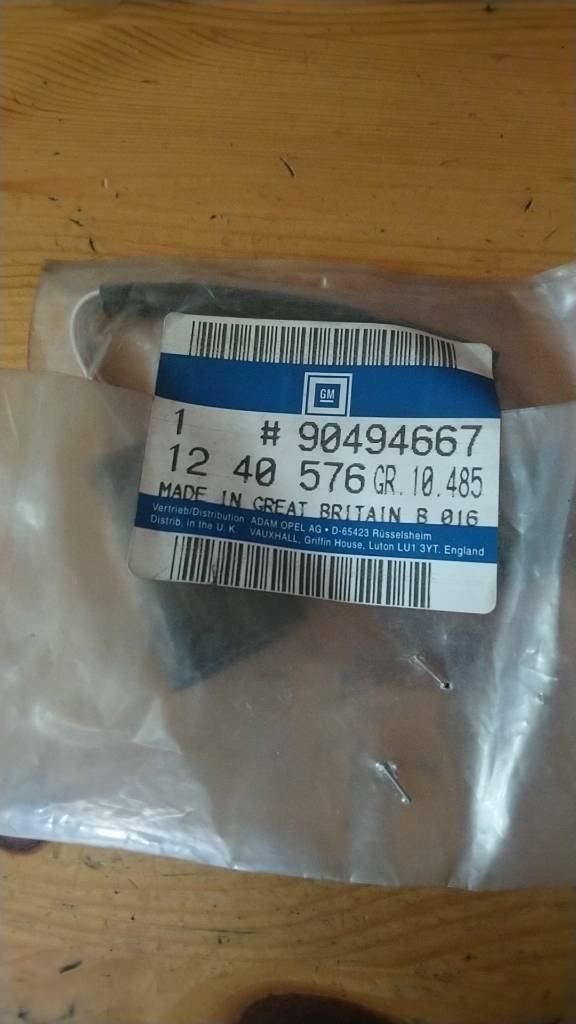 GM
1 # 90494667
12 40 576 GR.10.485
MADE IN GREAT BRITAIN B 016
Vertrieb/Distribution ADAM OPEL AG • D-65423 Rüsselsheim
Distrib. in the U. K. VAUXHALL, Griffin House, Luton LU1 3YT. England